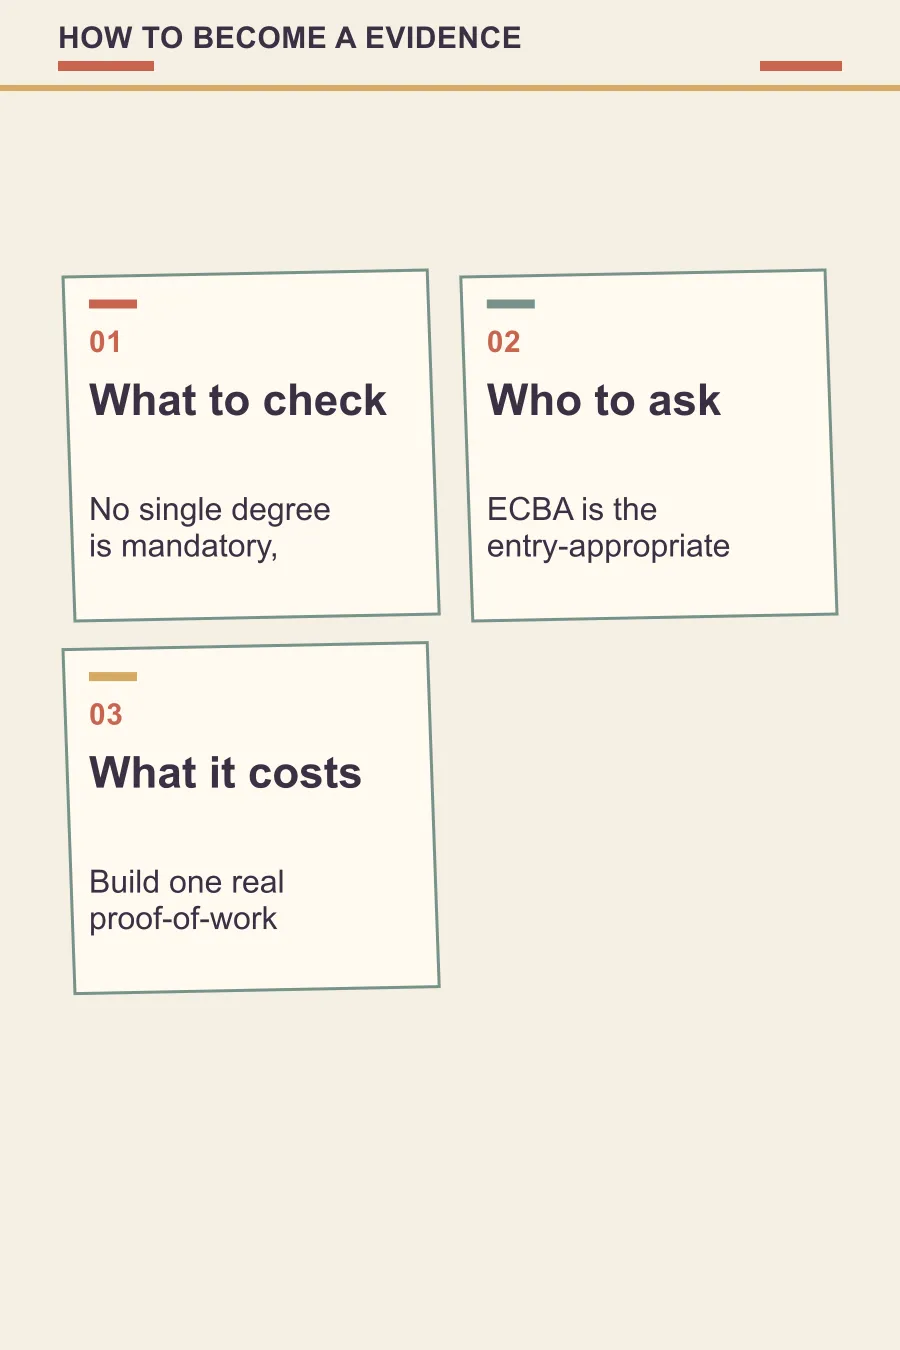 HOW TO BECOME A EVIDENCE
01
What to check
No single degree
is mandatory,
02
Who to ask
ECBA is the
entry-appropriate
03
What it costs
Build one real
proof-of-work